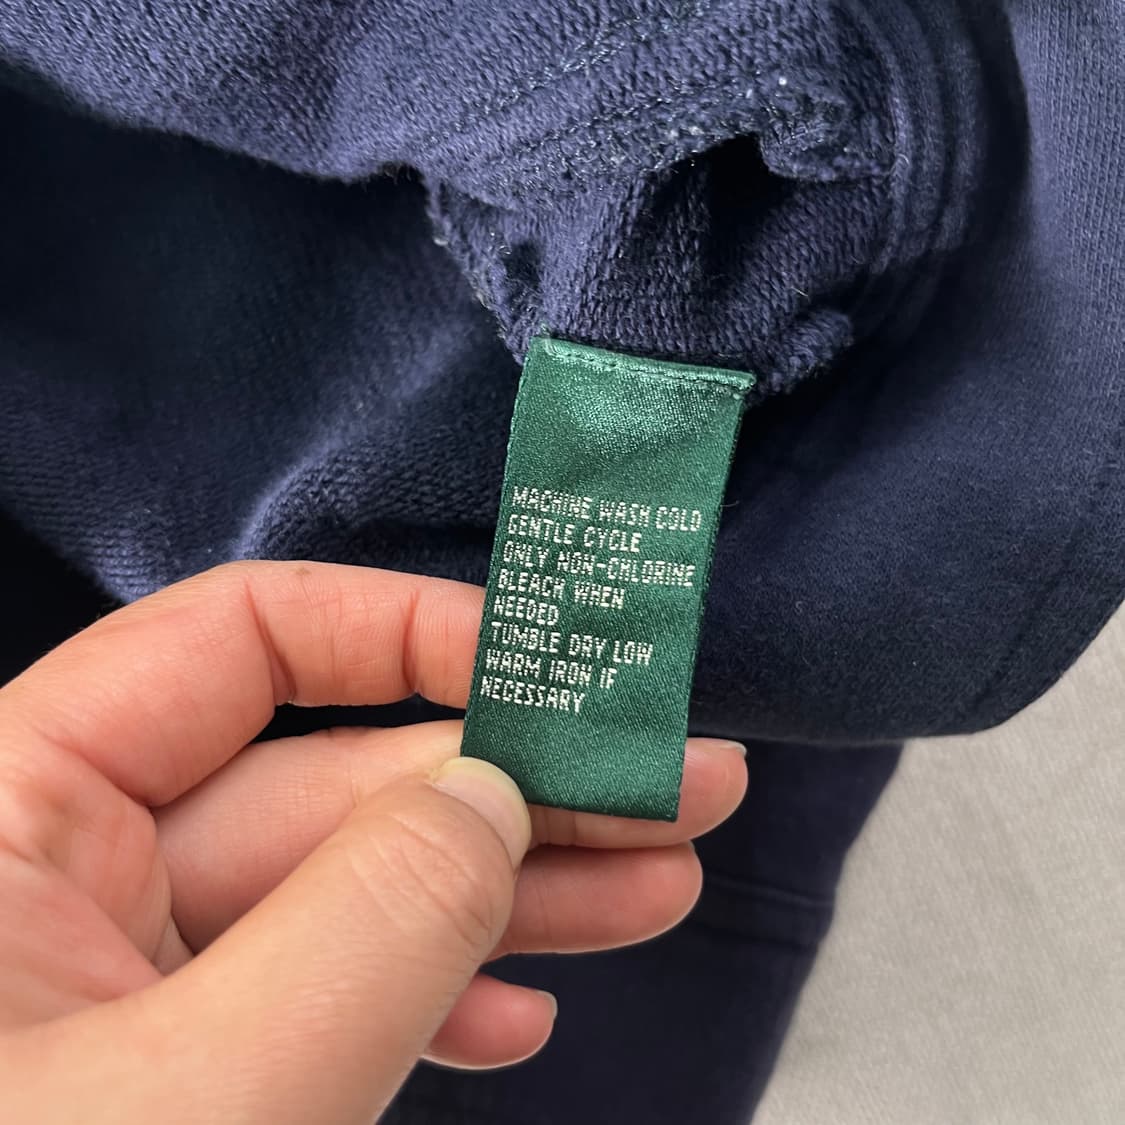 MACHINE WASH COLD
GENTLE CYCLE
ONLY NON-CHLORINE
BLEACH WHEN
NEEDED
TUMBLE DRY LOW
WARM IRON IF
NECESSARY